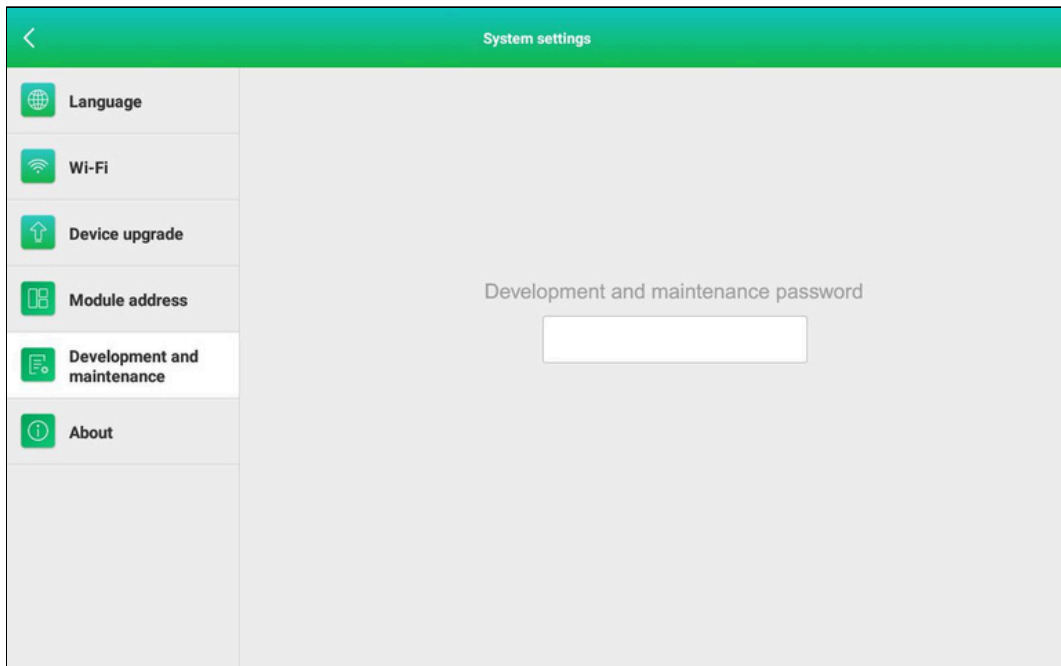 System settings
Language
Wi-Fi
Device upgrade
Module address
Development and
maintenance
About
Development and maintenance password